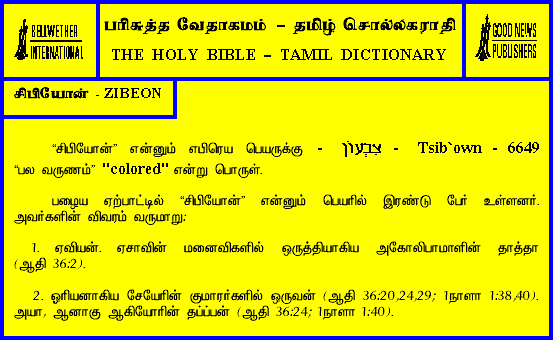 BELLWETHER
INTERNATIONAL
பரிசுத்த வேதாகமம் – தமிழ் சொல்லகராதி
THE HOLY BIBLE – TAMIL DICTIONARY
GOOD NEWS
PUBLISHERS
சிபியோன் - ZIBEON
“சிபியோன்” என்னும் எபிரெய பெயருக்கு - צִבְעוֹן - Tsib`own - 6649
“பல வருணம்” "colored" என்று பொருள்.
பழைய ஏற்பாட்டில் “சிபியோன்” என்னும் பெயரில் இரண்டு பேர் உள்ளனர்.
அவர்களின் விவரம் வருமாறு:
1. ஏவியன். ஏசாவின் மனைவிகளில் ஒருத்தியாகிய அகோலிபாமாளின் தாத்தா
(ஆதி 36:2).
2. ஓரியனாகிய சேயேரின் குமாரர்களில் ஒருவன் (ஆதி 36:20,24,29; 1நாளா 1:38,40).
அயா, ஆனாகு ஆகியோரின் தப்ப்பன் (ஆதி 36:24; 1நாளா 1:40).